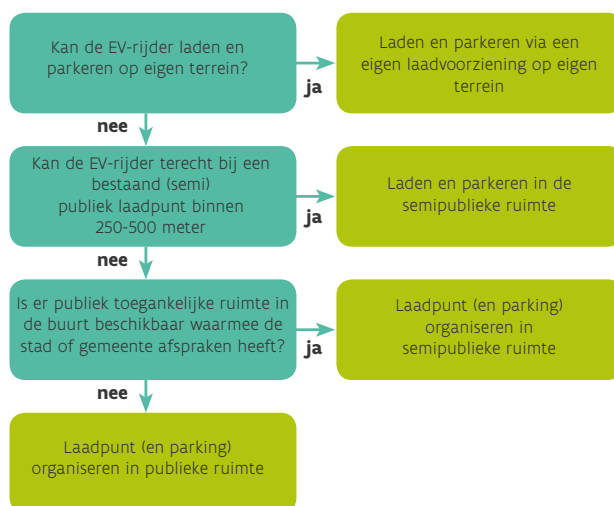 Kan de EV-rijder laden en
parkeren op eigen terrein?
ja
Laden en parkeren via een
eigen laadvoorziening op eigen
terrein
nee
Kan de EV-rijder terecht bij een
bestaand (semi)
publiek laadpunt binnen
250-500 meter
ja
Laden en parkeren in de
semipublieke ruimte
nee
Is er publiek toegankelijke ruimte in
de buurt beschikbaar waarmee de
stad of gemeente afspraken heeft?
ja
Laadpunt (en parking)
organiseren in
semipublieke ruimte
nee
Laadpunt (en parking)
organiseren in publieke ruimte